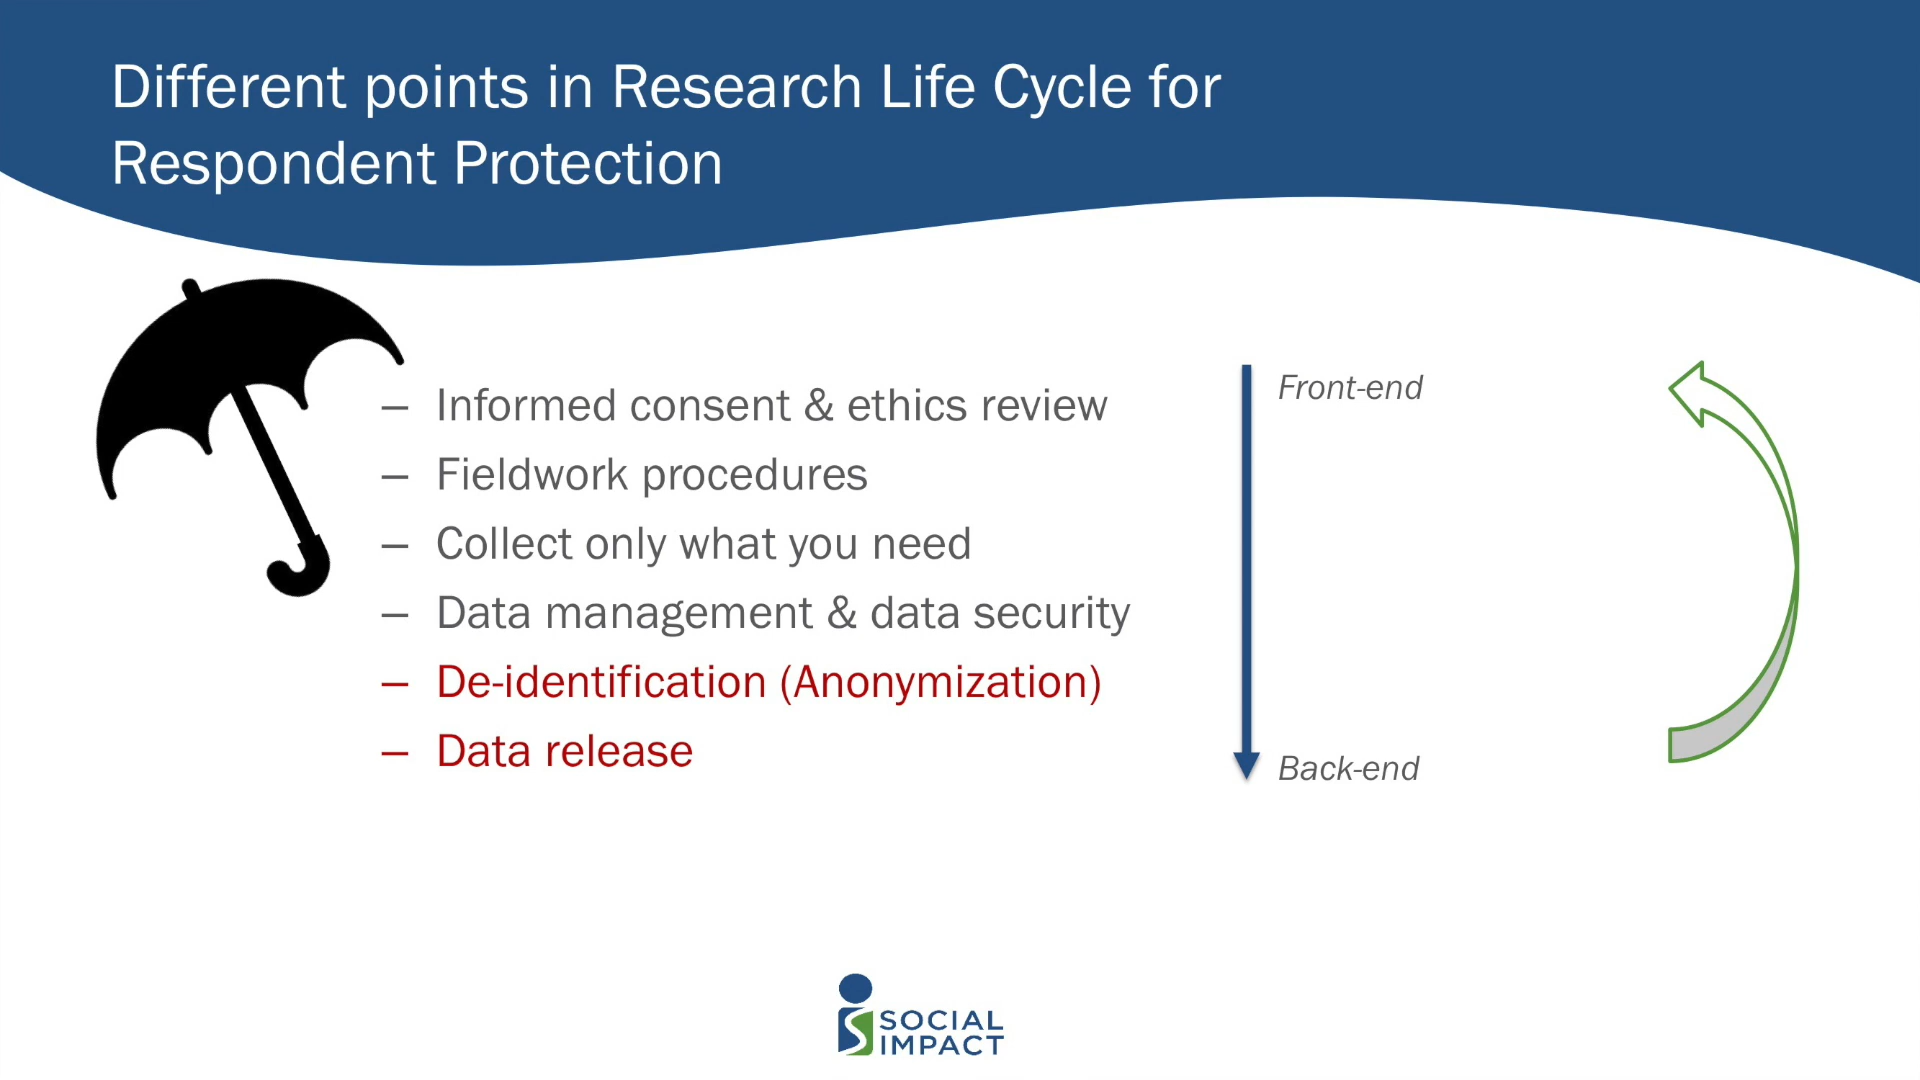 Different points in Research Life Cycle for
Respondent Protection
– Informed consent & ethics review
– Fieldwork procedures
– Collect only what you need
– Data management & data security
– De-identification (Anonymization)
– Data release
Front-end
Back-end
SOCIAL
IMPACT